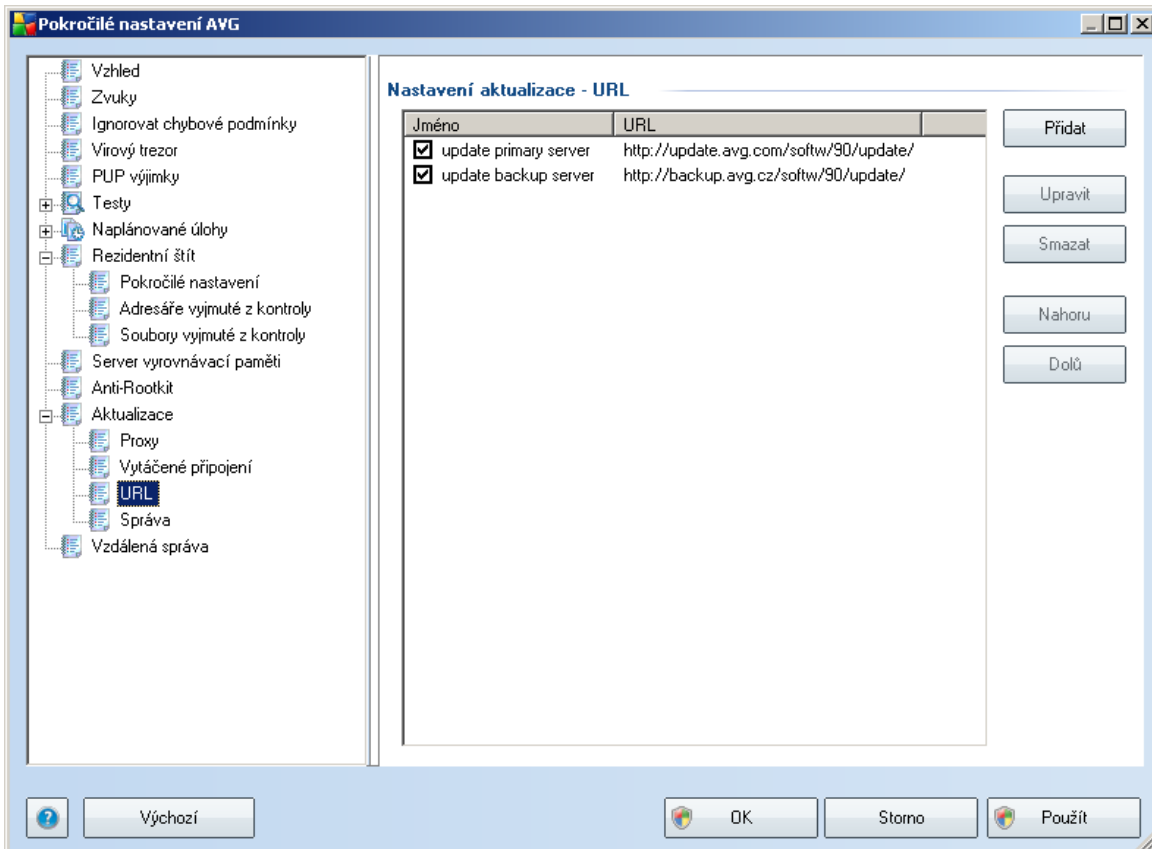 Pokročilé nastavení AVG
Vzhled
Zvuky
Ignorovat chybové podmínky
Virový trezor
PUP výjimky
Testy
Naplánované úlohy
Rezidentní štít
Pokročilé nastavení
Adresáře vyjmuté z kontroly
Soubory vyjmuté z kontroly
Server vyrovnávací paměti
Anti-Rootkit
Aktualizace
Proxy
Vytáčené připojení
URL
Správa
Vzdálená správa
Nastavení aktualizace - URL
Jméno URL
update primary server http://update.avg.com/softw/90/update/
update backup server http://backup.avg.cz/softw/90/update/
Přidat
Upravit
Smazat
Nahoru
Dolů
Výchozí
OK
Storno
Použít